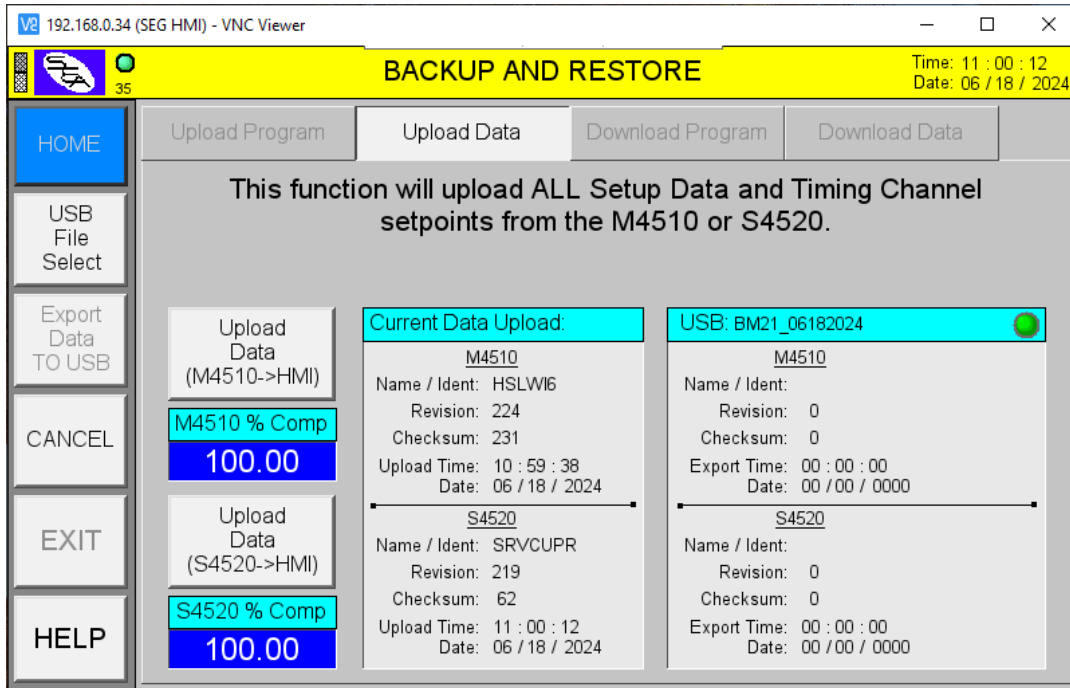 192.168.0.34 (SEG HMI) - VNC Viewer
35
BACKUP AND RESTORE
Time: 11 : 00 : 12
Date: 06 / 18 / 2024
HOME
USB
File
Select
Export
Data
TO USB
CANCEL
EXIT
HELP
Upload Program
Upload Data
Download Program
Download Data
This function will upload ALL Setup Data and Timing Channel
setpoints from the M4510 or S4520.
Upload
Data
(M4510->HMI)
M4510 % Comp
100.00
Upload
Data
(S4520->HMI)
S4520 % Comp
100.00
Current Data Upload:
M4510
Name / Ident: HSLWI6
Revision: 224
Checksum: 231
Upload Time: 10 : 59 : 38
Date: 06 / 18 / 2024
S4520
Name / Ident: SRVCUPR
Revision: 219
Checksum: 62
Upload Time: 11 : 00 : 12
Date: 06 / 18 / 2024
USB: BM21_06182024
M4510
Name / Ident:
Revision: 0
Checksum: 0
Export Time: 00 : 00 : 00
Date: 00 / 00 / 0000
S4520
Name / Ident:
Revision: 0
Checksum: 0
Export Time: 00 : 00 : 00
Date: 00 / 00 / 0000